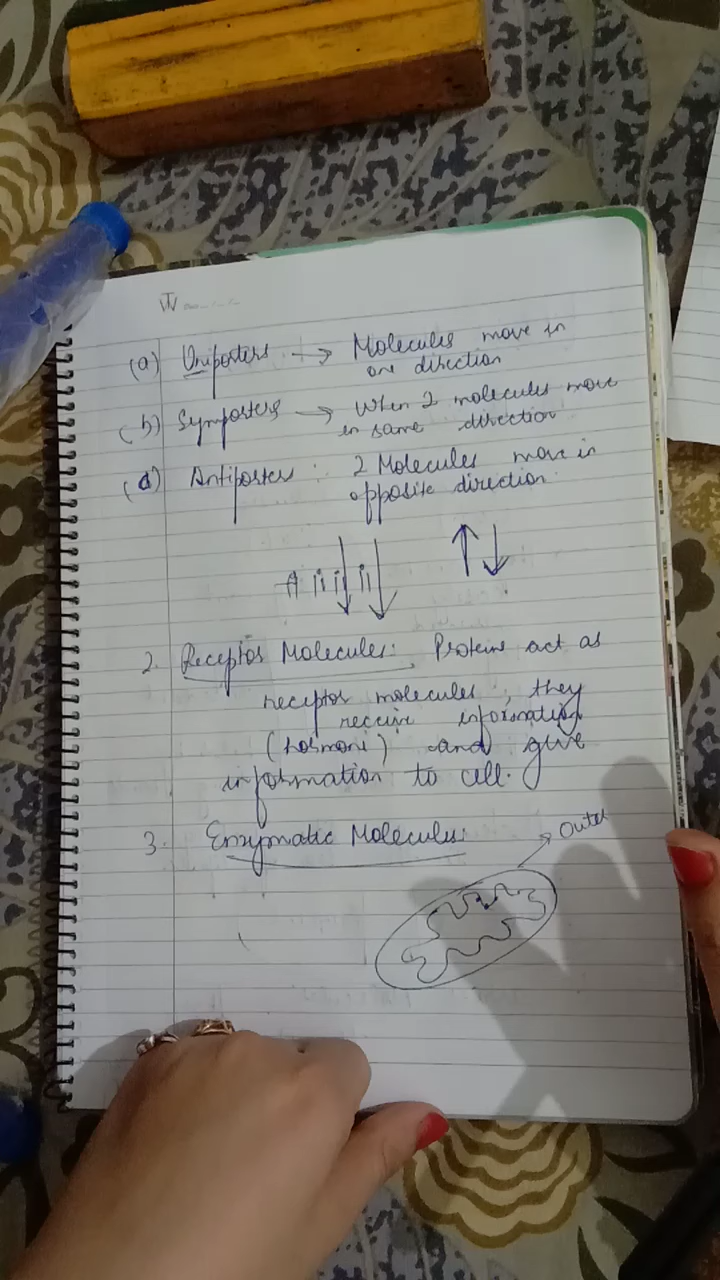 (a) Uniporters → Molecules move in
one direction
(b) Symporters → When 2 molecules move
in same direction
(d) Antiporters : 2 Molecules move in
opposite direction
2. Receptor Molecules: Proteins act as
receptor molecules, they
receive information
(hormone) and give
information to cell.
3. Enzymatic Molecules:
Outer